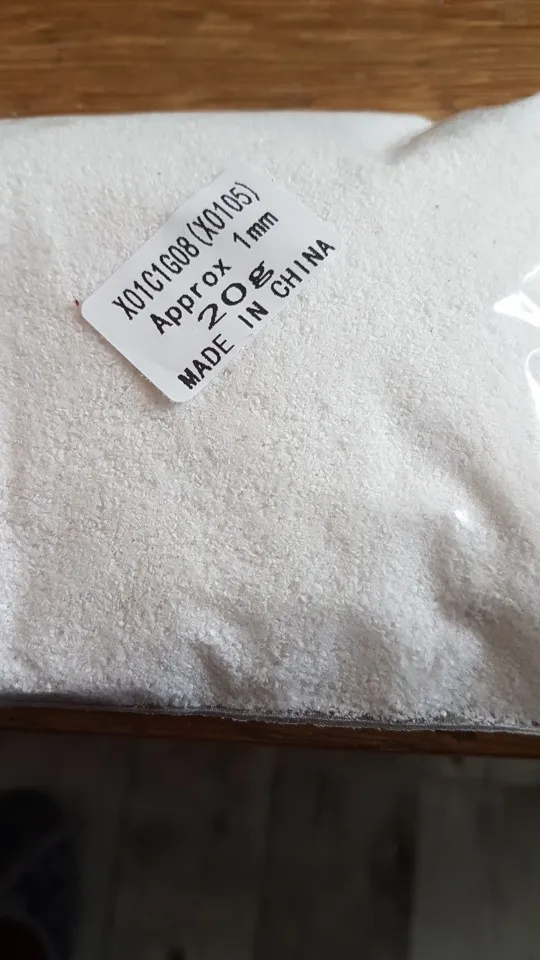 X01C1G08(X0105)
Approx 1mm
20g
MADE IN CHINA